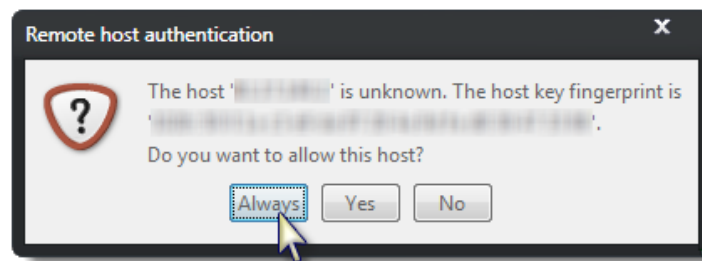 Remote host authentication
x
The host ' ' is unknown. The host key fingerprint is
' '.
Do you want to allow this host?
Always Yes No